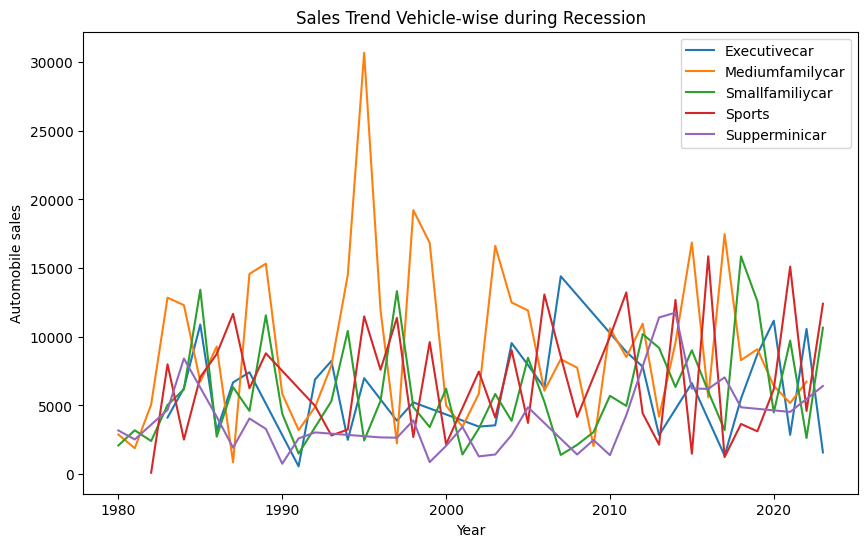 Sales Trend Vehicle-wise during Recession
Executivecar
Mediumfamilycar
Smallfamiliycar
Sports
Supperminicar
Automobile sales
30000
25000
20000
15000
10000
5000
0
1980
1990
2000
2010
2020
Year